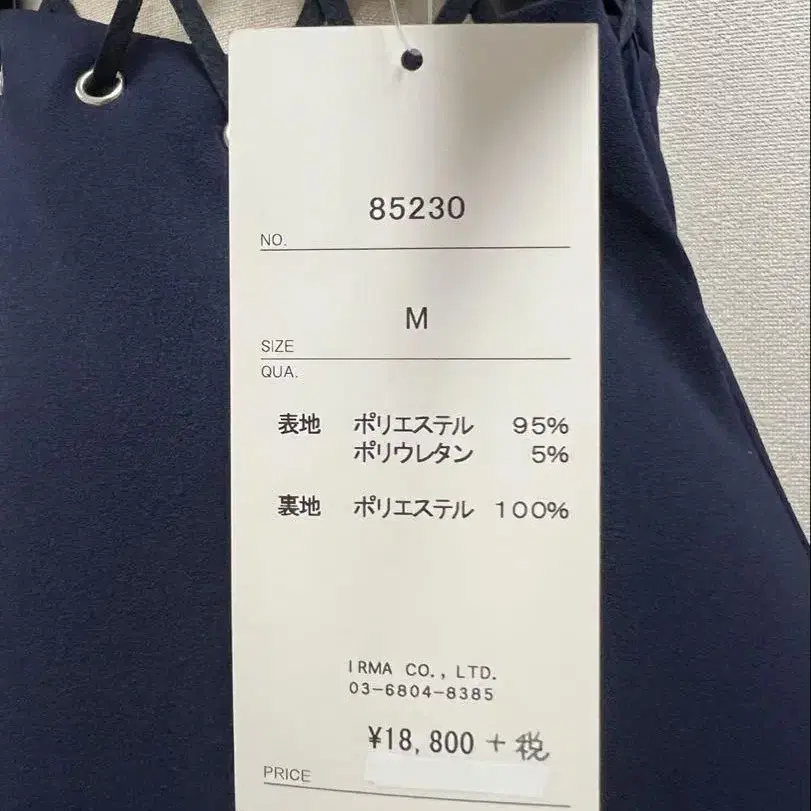 85230
NO.
M
SIZE
QUA.
表地 ポリエステル 95%
ポリウレタン 5%
裏地 ポリエステル 100%
IRMA CO., LTD.
03-6804-8385
¥18,800 + 税
PRICE